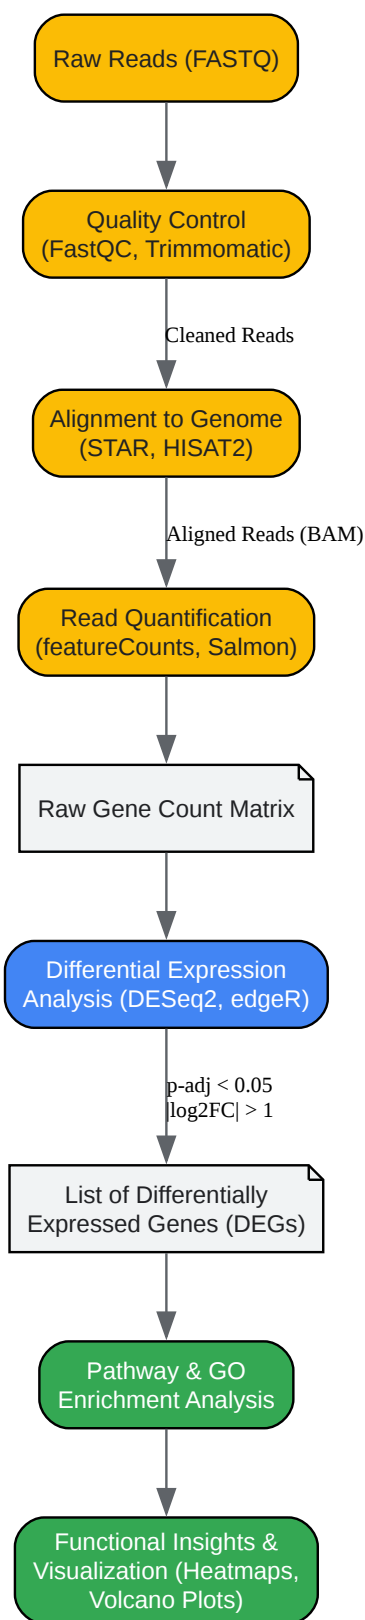 Raw Reads (FASTQ)
Quality Control
(FastQC, Trimmomatic)
Cleaned Reads
Alignment to Genome
(STAR, HISAT2)
Aligned Reads (BAM)
Read Quantification
(featureCounts, Salmon)
Raw Gene Count Matrix
Differential Expression
Analysis (DESeq2, edgeR)
p-adj < 0.05
|log2FC| > 1
List of Differentially
Expressed Genes (DEGs)
Pathway & GO
Enrichment Analysis
Functional Insights &
Visualization (Heatmaps,
Volcano Plots)